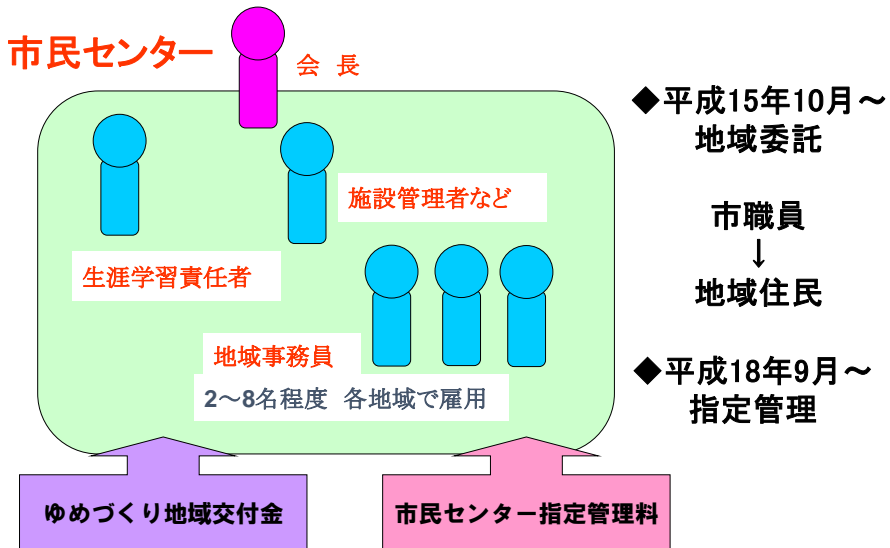 市民センター
会 長
施設管理者など
生涯学習責任者
地域事務員
2～8名程度 各地域で雇用
ゆめづくり地域交付金
市民センター指定管理料
◆平成15年10月～
地域委託
市職員
↓
地域住民
◆平成18年9月～
指定管理